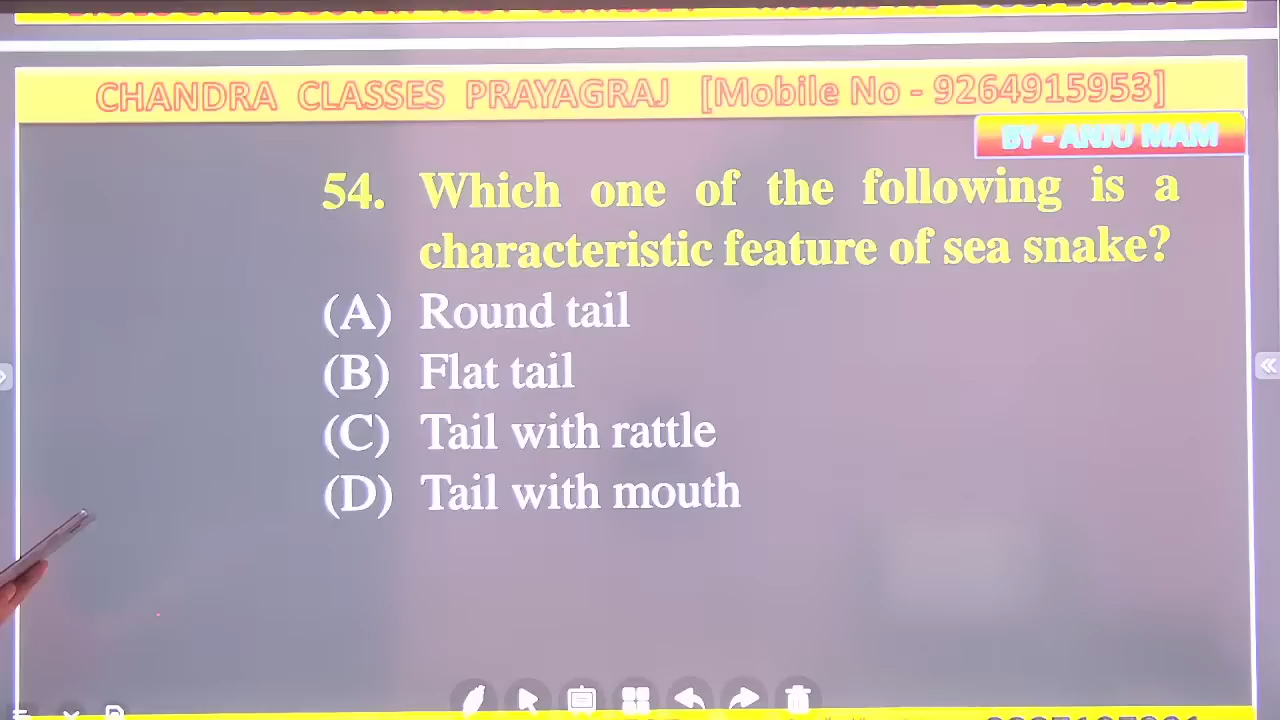 CHANDRA CLASSES PRAYAGRAJ [Mobile No - 9264915953]
BY - ANJU MAM
54. Which one of the following is a
characteristic feature of sea snake?
(A) Round tail
(B) Flat tail
(C) Tail with rattle
(D) Tail with mouth